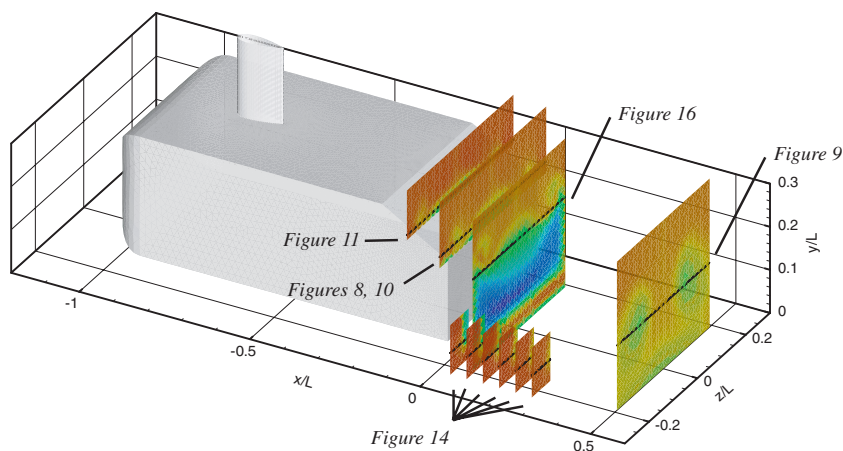 Figure 16
Figure 9
0.3
0.2
0.1
0
y/L
Figure 11
Figures 8, 10
0.2
0
-0.2
z/L
-1
-0.5
0
0.5
x/L
Figure 14